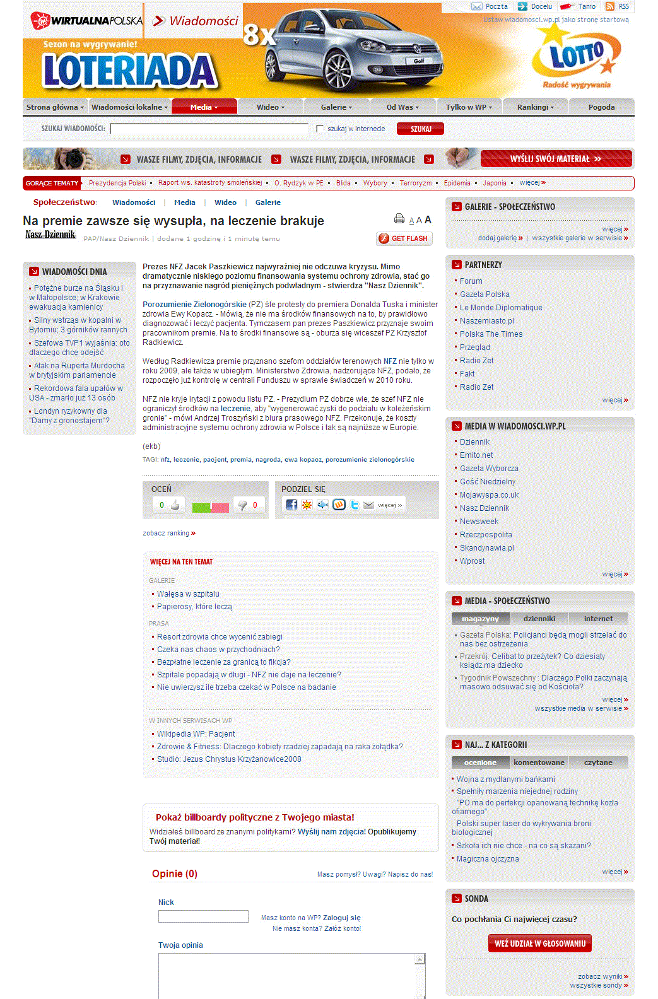 WIRTUALNA POLSKA
Wiadomości
Poczta
Docelu
Tanio
RSS
Ustaw wiadomosci.wp.pl jako stronę startową
Sezon na wygrywanie!
LOTERIADA
8x
Golf
LOTTO
Radość wygrywania
Strona główna
Wiadomości lokalne
Media
Wideo
Galerie
Od Was
Tylko w WP
Rankingi
Pogoda
SZUKAJ WIADOMOŚCI:
szukaj w internecie
SZUKAJ
WASZE FILMY, ZDJĘCIA, INFORMACJE
WASZE FILMY, ZDJĘCIA, INFORMACJE
WYŚLIJ SWÓJ MATERIAŁ »
GORĄCE TEMATY
Prezydencja Polski
Raport ws. katastrofy smoleńskiej
O. Rydzyk w PE
Blida
Wybory
Terroryzm
Epidemia
Japonia
więcej »
Społeczeństwo:
Wiadomości | Media | Wideo | Galerie
Na premie zawsze się wysupła, na leczenie brakuje
A A A
Nasz Dziennik
PAP/Nasz Dziennik | dodane 1 godzinę i 1 minutę temu
GET FLASH
WIADOMOŚCI DNIA
Potężne burze na Śląsku i
w Małopolsce; w Krakowie
ewakuacja kamienicy
Silny wstrząs w kopalni w
Bytomiu; 3 górników rannych
Szefowa TVP1 wyjaśnia: oto
dlaczego chcę odejść
Atak na Ruperta Murdocha
w brytyjskim parlamencie
Rekordowa fala upałów w
USA - zmarło już 13 osób
Londyn ryzykowny dla
"Damy z gronostajem"?
Prezes NFZ Jacek Paszkiewicz najwyraźniej nie odczuwa kryzysu. Mimo
dramatycznie niskiego poziomu finansowania systemu ochrony zdrowia, stać go
na przyznawanie nagród pieniężnych podwładnym - stwierdza "Nasz Dziennik".
Porozumienie Zielonogórskie (PZ) śle protesty do premiera Donalda Tuska i minister
zdrowia Ewy Kopacz. - Mówią, że nie ma środków finansowych na to, by prawidłowo
diagnozować i leczyć pacjenta. Tymczasem pan prezes Paszkiewicz przyznaje swoim
pracownikom premie. Na to środki finansowe są - oburza się wiceszef PZ Krzysztof
Radkiewicz.
Według Radkiewicza premie przyznano szefom oddziałów terenowych NFZ nie tylko w
roku 2009, ale także w ubiegłym. Ministerstwo Zdrowia, nadzorujące NFZ, podało, że
rozpoczęło już kontrolę w centrali Funduszu w sprawie świadczeń w 2010 roku.
NFZ nie kryje irytacji z powodu listu PZ. - Prezydium PZ dobrze wie, że szef NFZ nie
ograniczył środków na leczenie, aby "wygenerować zyski do podziału w koleżeńskim
gronie" - mówi Andrzej Troszyński z biura prasowego NFZ. Przekonuje, że koszty
administracyjne systemu ochrony zdrowia w Polsce i tak są najniższe w Europie.
(ekb)
TAGI: nfz, leczenie, pacjent, premia, nagroda, ewa kopacz, porozumienie zielonogórskie
OCEŃ
0
0
PODZIEL SIĘ
więcej »
zobacz ranking »
WIĘCEJ NA TEN TEMAT
GALERIE
Wałęsa w szpitalu
Papierosy, które leczą
PRASA
Resort zdrowia chce wycenić zabiegi
Czeka nas chaos w przychodniach?
Bezpłatne leczenie za granicą to fikcja?
Szpitale popadają w długi - NFZ nie daje na leczenie?
Nie uwierzysz ile trzeba czekać w Polsce na badanie
W INNYCH SERWISACH WP
Wikipedia WP: Pacjent
Zdrowie & Fitness: Dlaczego kobiety rzadziej zapadają na raka żołądka?
Studio: Jezus Chrystus Krzyżanowice2008
Pokaż billboardy polityczne z Twojego miasta!
Widziałeś billboard ze znanymi politykami? Wyślij nam zdjęcia! Opublikujemy
Twój materiał!
Opinie (0)
Masz pomysł? Uwagi? Napisz do nas!
Nick
Masz konto na WP? Zaloguj się
Nie masz konta? Załóż konto!
Twoja opinia
GALERIE - SPOŁECZEŃSTWO
więcej »
dodaj galerię » | wszystkie galerie w serwisie »
PARTNERZY
Forum
Gazeta Polska
Le Monde Diplomatique
Naszemiasto.pl
Polska The Times
Przegląd
Radio Zet
Fakt
Radio Zet
więcej »
MEDIA W WIADOMOSCI.WP.PL
Dziennik
Emito.net
Gazeta Wyborcza
Gość Niedzielny
Mojawyspa.co.uk
Nasz Dziennik
Newsweek
Rzeczpospolita
Skandynawia.pl
Wprost
więcej »
MEDIA - SPOŁECZEŃSTWO
magazyny
dzienniki
internet
Gazeta Polska: Policjanci będą mogli strzelać do
nas bez ostrzeżenia
Przekrój: Celibat to przeżytek? Co dziesiąty
ksiądz ma dziecko
Tygodnik Powszechny : Dlaczego Polki zaczynają
masowo odsuwać się od Kościoła?
więcej »
wszystkie media w serwisie »
NAJ... Z KATEGORII
ocenione
komentowane
czytane
Wojna z mydlanymi bańkami
Spełniły marzenia niejednej rodziny
"PO ma do perfekcji opanowaną technikę kozła
ofiarnego"
Polski super laser do wykrywania broni
biologicznej
Szkoła ich nie chce - na co są skazani?
Magiczna ojczyzna
więcej »
SONDA
Co pochłania Ci najwięcej czasu?
WEŹ UDZIAŁ W GŁOSOWANIU
zobacz wyniki »
wszystkie sondy »